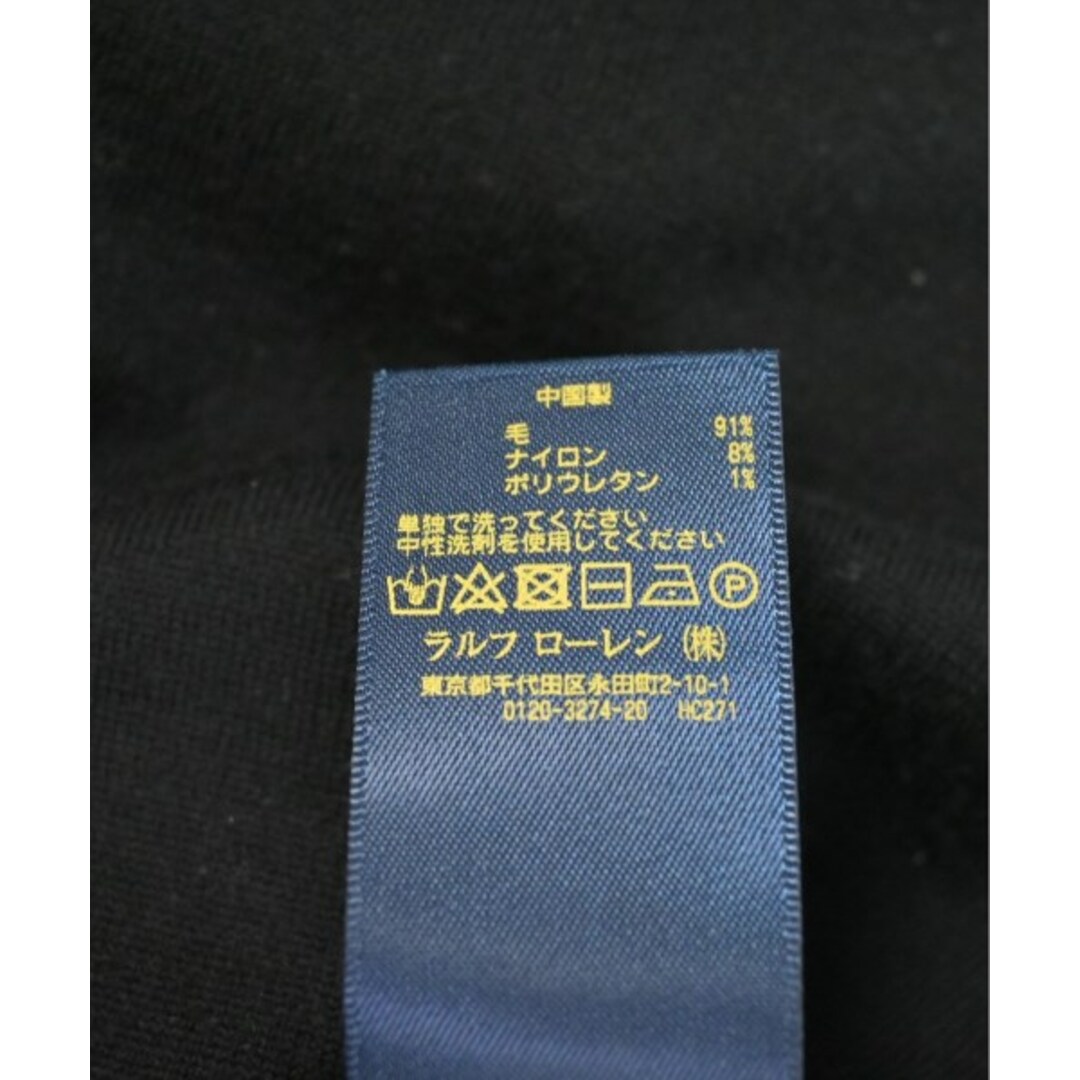 中国製
毛 91%
ナイロン 8%
ポリウレタン 1%
単独で洗ってください
中性洗剤を使用してください
P
ラルフ ローレン (株)
東京都千代田区永田町2-10-1
0120-3274-20 HC271